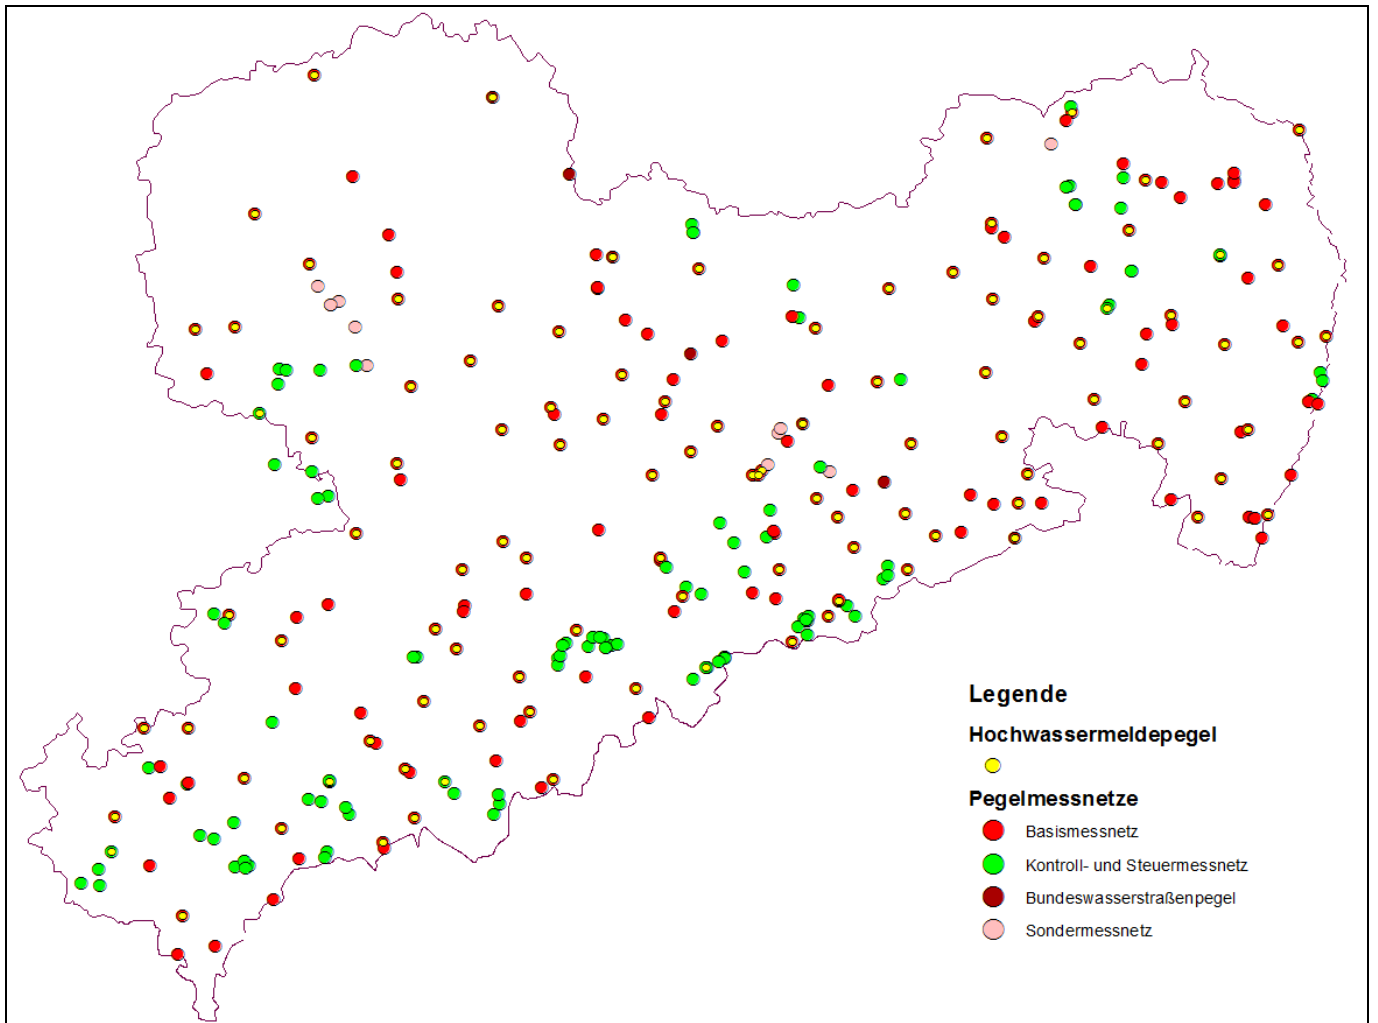 Legende
Hochwassermeldepegel
Pegelmessnetze
Basismessnetz
Kontroll- und Steuermessnetz
Bundeswasserstraßenpegel
Sondermessnetz